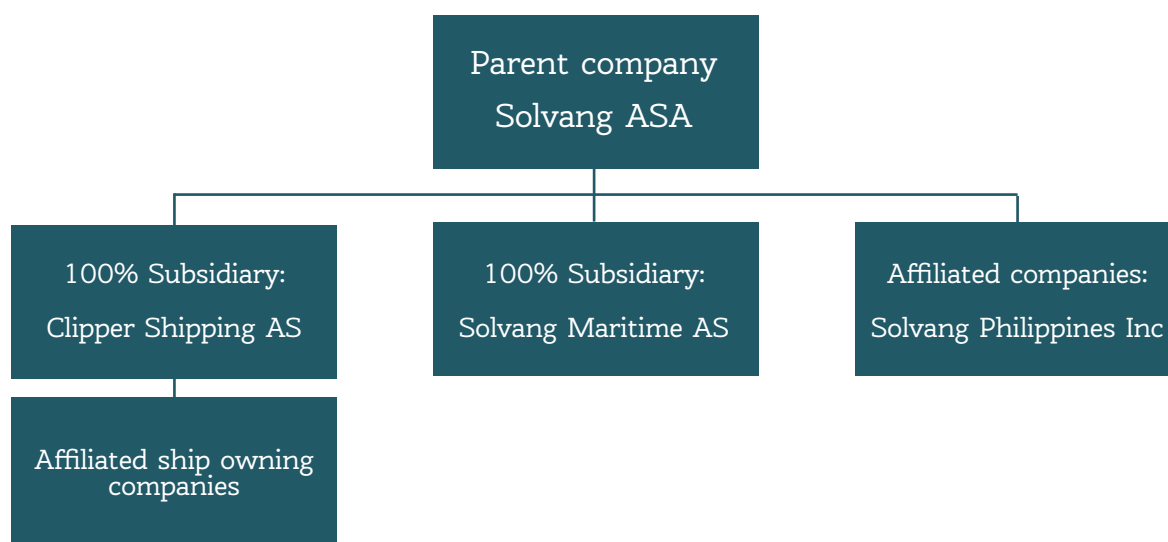 Parent company
Solvang ASA
100% Subsidiary:
Clipper Shipping AS
100% Subsidiary:
Solvang Maritime AS
Affiliated companies:
Solvang Philippines Inc
Affiliated ship owning
companies